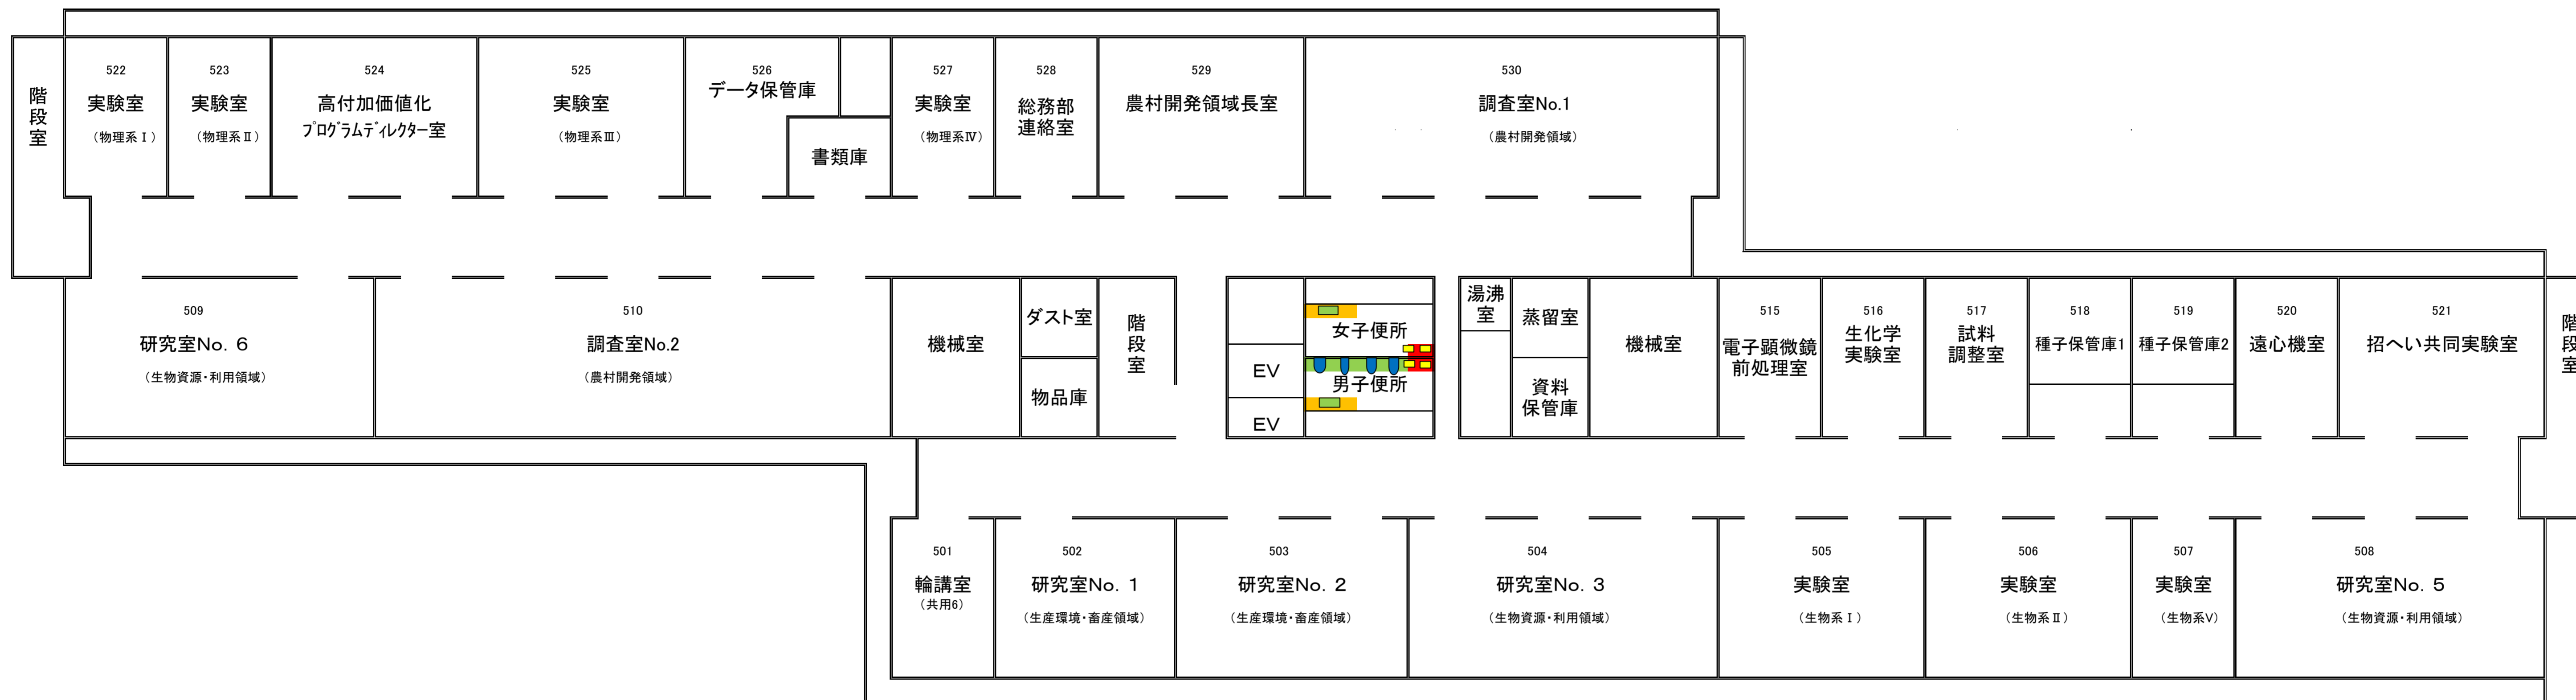 階段室
522
実験室
（物理系Ⅰ）
523
実験室
（物理系Ⅱ）
524
高付加価値化
ﾌﾟﾛｸﾞﾗﾑﾃﾞｨﾚｸﾀｰ室
525
実験室
（物理系Ⅲ）
526
データ保管庫
書類庫
527
実験室
（物理系Ⅳ）
528
総務部
連絡室
529
農村開発領域長室
530
調査室No.1
（農村開発領域）
509
研究室No．6
（生物資源・利用領域）
510
調査室No.2
（農村開発領域）
機械室
ダスト室
物品庫
階段室
EV
EV
女子便所
男子便所
湯沸室
蒸留室
資料
保管庫
機械室
515
電子顕微鏡
前処理室
516
生化学
実験室
517
試料
調整室
518
種子保管庫1
519
種子保管庫2
520
遠心機室
521
招へい共同実験室
階段室
501
輪講室
（共用6）
502
研究室No．1
（生産環境・畜産領域）
503
研究室No．2
（生産環境・畜産領域）
504
研究室No．3
（生物資源・利用領域）
505
実験室
（生物系Ⅰ）
506
実験室
（生物系Ⅱ）
507
実験室
（生物系Ⅴ）
508
研究室No．5
（生物資源・利用領域）